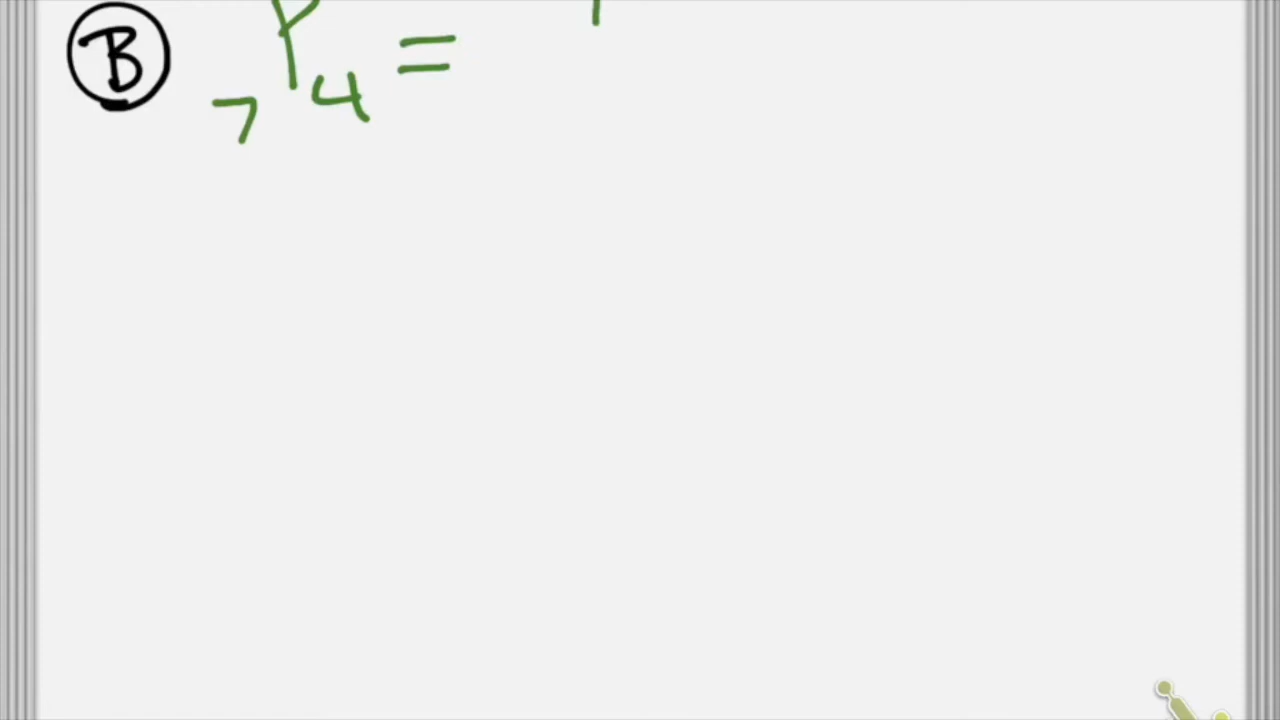 B ₇P₄ =